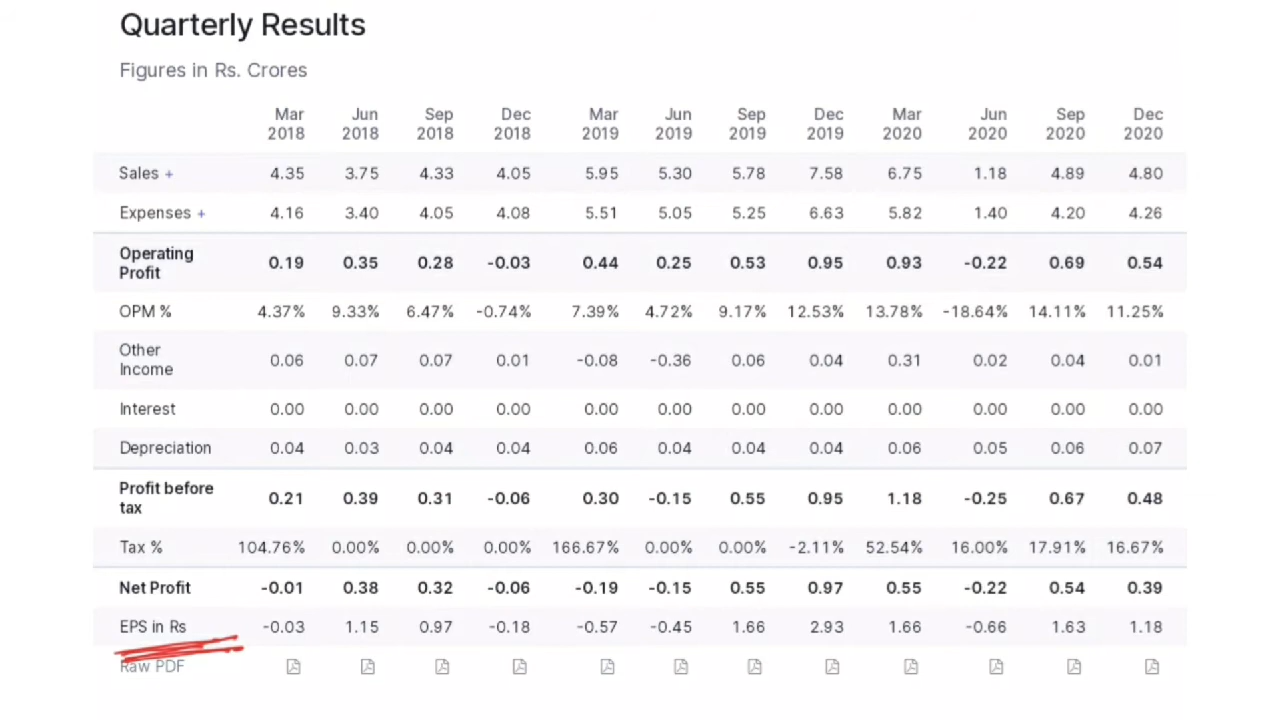 Quarterly Results
Figures in Rs. Crores
Mar 2018 Jun 2018 Sep 2018 Dec 2018 Mar 2019 Jun 2019 Sep 2019 Dec 2019 Mar 2020 Jun 2020 Sep 2020 Dec 2020
Sales + 4.35 3.75 4.33 4.05 5.95 5.30 5.78 7.58 6.75 1.18 4.89 4.80
Expenses + 4.16 3.40 4.05 4.08 5.51 5.05 5.25 6.63 5.82 1.40 4.20 4.26
Operating Profit 0.19 0.35 0.28 -0.03 0.44 0.25 0.53 0.95 0.93 -0.22 0.69 0.54
OPM % 4.37% 9.33% 6.47% -0.74% 7.39% 4.72% 9.17% 12.53% 13.78% -18.64% 14.11% 11.25%
Other Income 0.06 0.07 0.07 0.01 -0.08 -0.36 0.06 0.04 0.31 0.02 0.04 0.01
Interest 0.00 0.00 0.00 0.00 0.00 0.00 0.00 0.00 0.00 0.00 0.00 0.00
Depreciation 0.04 0.03 0.04 0.04 0.06 0.04 0.04 0.04 0.06 0.05 0.06 0.07
Profit before tax 0.21 0.39 0.31 -0.06 0.30 -0.15 0.55 0.95 1.18 -0.25 0.67 0.48
Tax % 104.76% 0.00% 0.00% 0.00% 166.67% 0.00% 0.00% -2.11% 52.54% 16.00% 17.91% 16.67%
Net Profit -0.01 0.38 0.32 -0.06 -0.19 -0.15 0.55 0.97 0.55 -0.22 0.54 0.39
EPS in Rs -0.03 1.15 0.97 -0.18 -0.57 -0.45 1.66 2.93 1.66 -0.66 1.63 1.18
Raw PDF